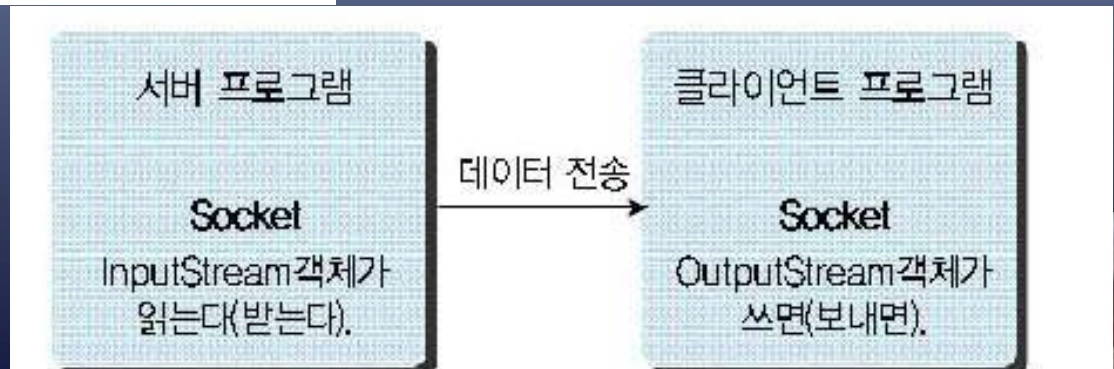 서버 프로그램
Socket
InputStream객체가
읽는다(받는다).
데이터 전송
클라이언트 프로그램
Socket
OutputStream객체가
쓰면(보내면).